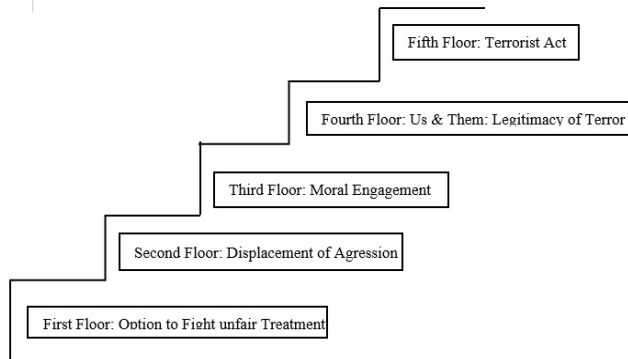 Fifth Floor: Terrorist Act
Fourth Floor: Us & Them: Legitimacy of Terror
Third Floor: Moral Engagement
Second Floor: Displacement of Agression
First Floor: Option to Fight unfair Treatment